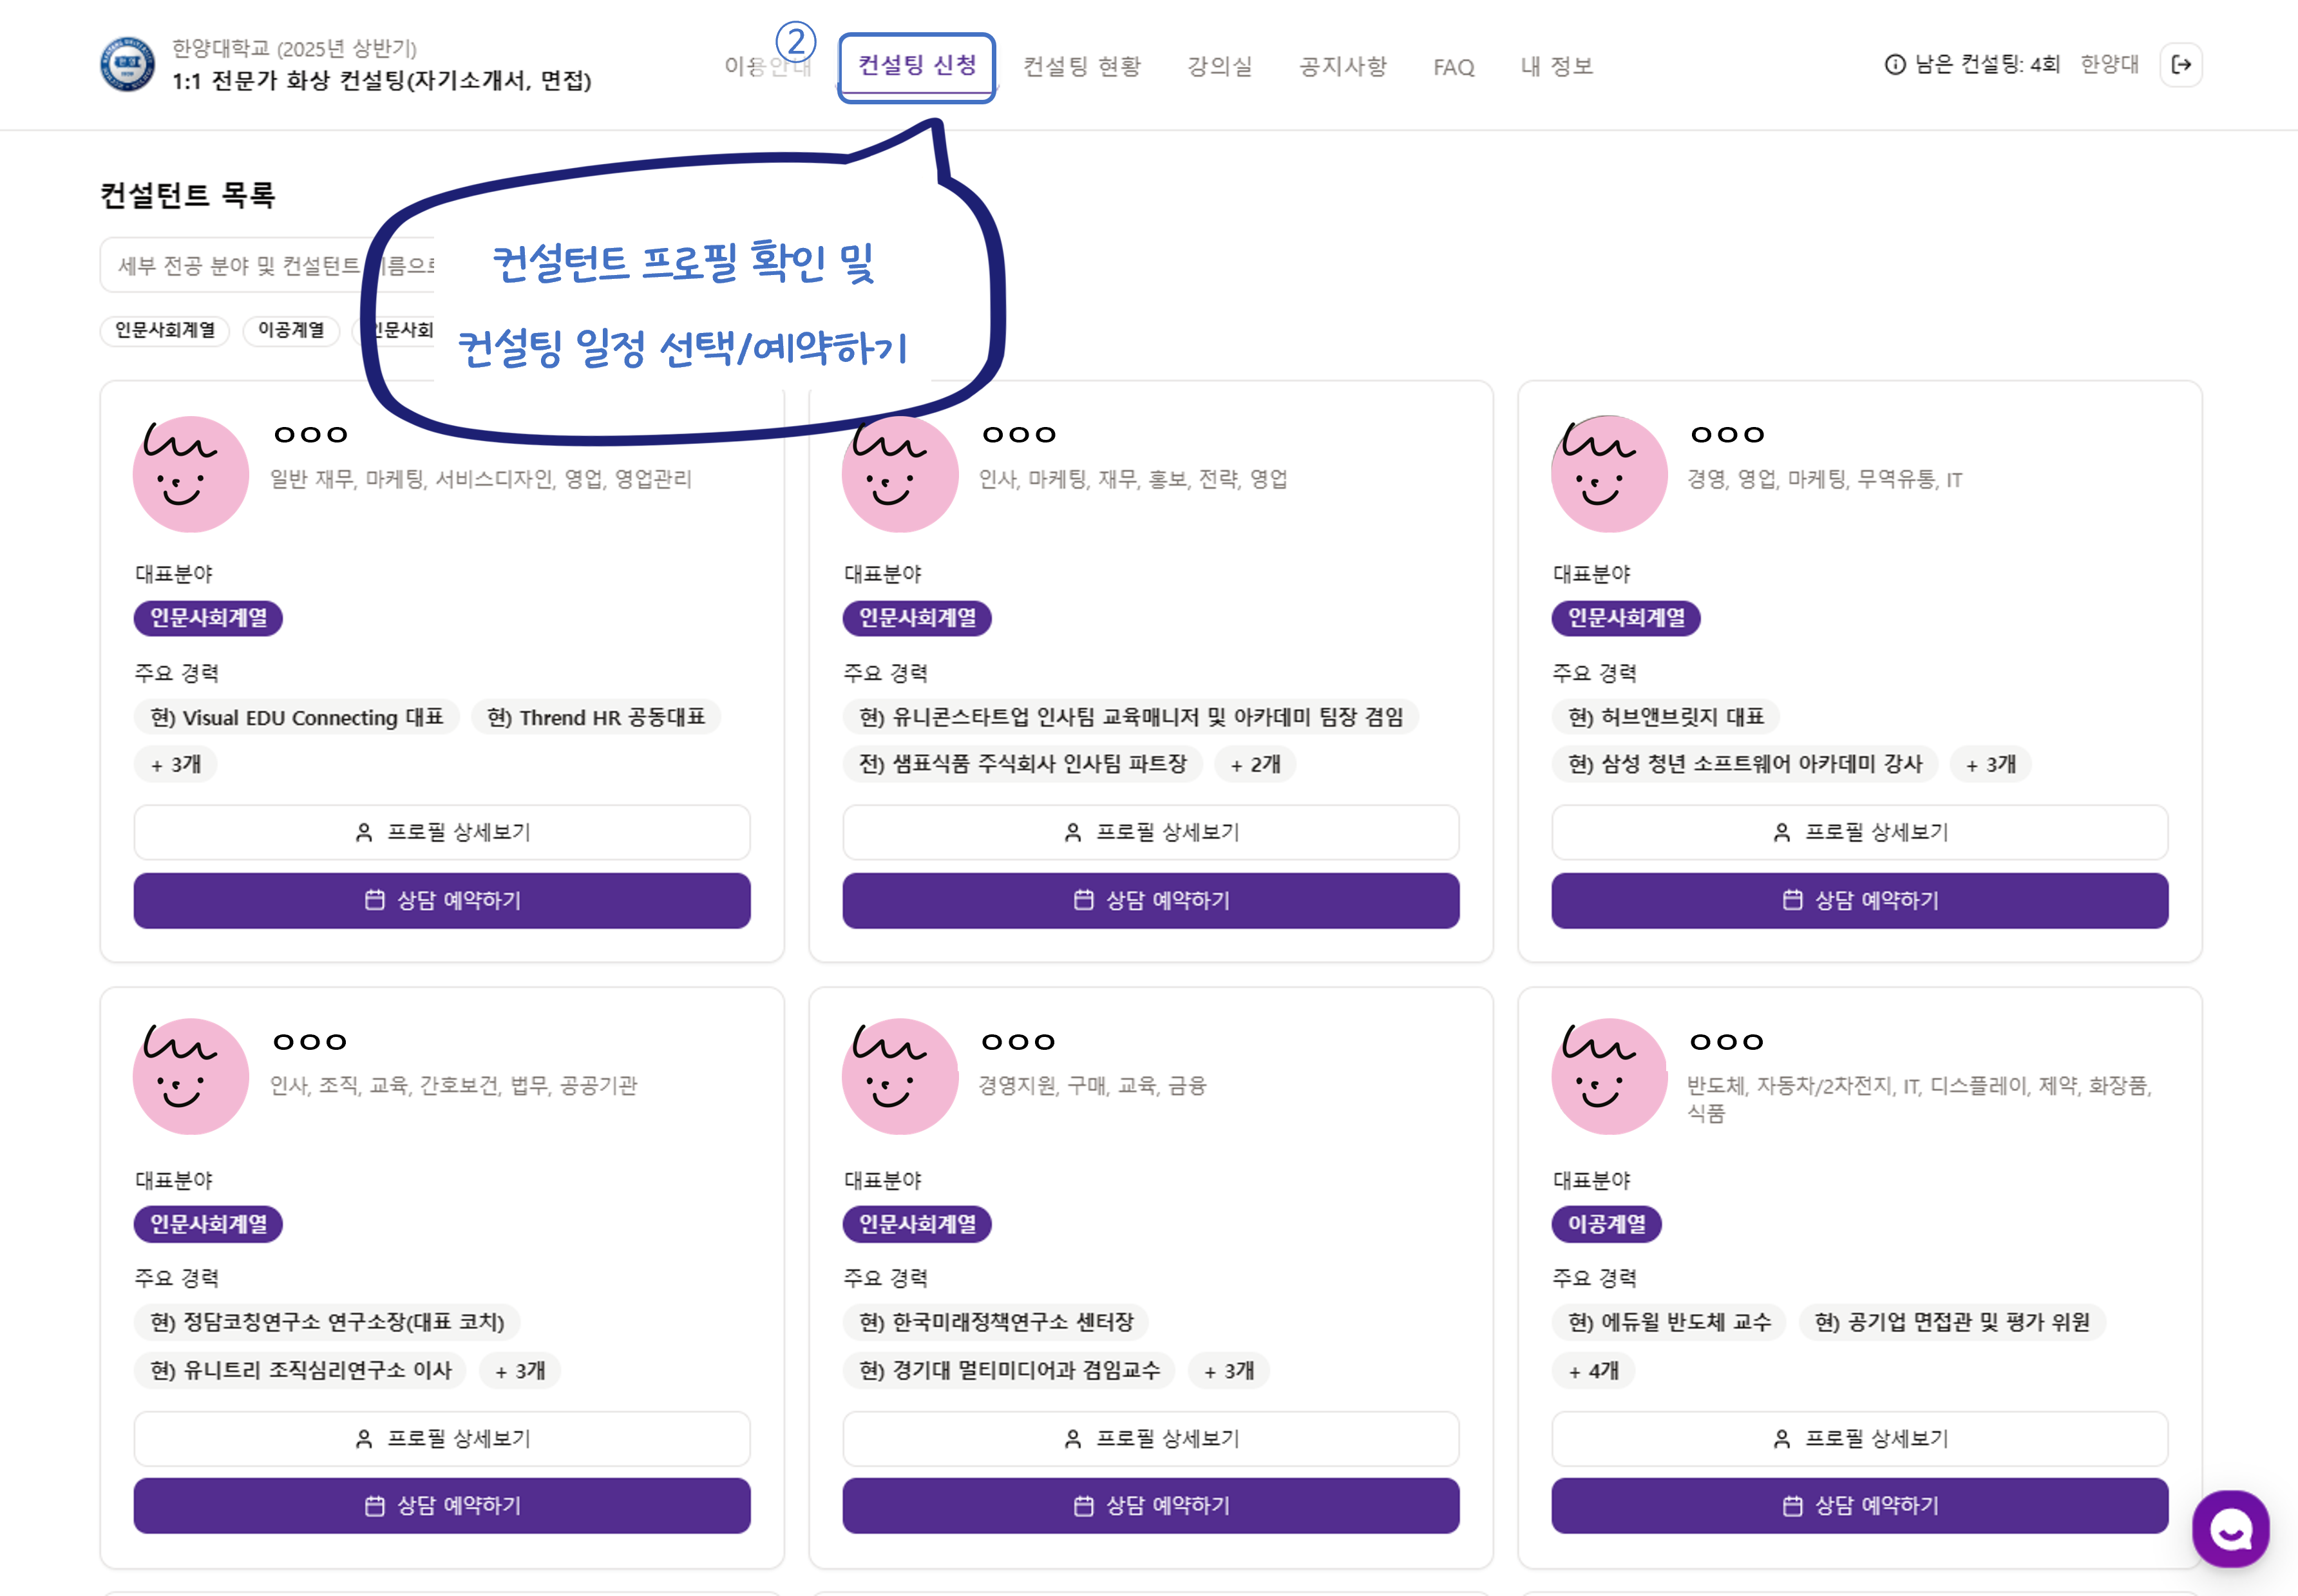 한양대학교 (2025년 상반기)
1:1 전문가 화상 컨설팅(자기소개서, 면접)
②
이용안내 컨설팅 신청 컨설팅 현황 강의실 공지사항 FAQ 내 정보
남은 컨설팅: 4회 한양대
컨설턴트 목록
세부 전공 분야 및 컨설턴트 이름으로
인문사회계열 이공계열 인문사회
컨설턴트 프로필 확인 및
컨설팅 일정 선택/예약하기
ㅇㅇㅇ
일반 재무, 마케팅, 서비스디자인, 영업, 영업관리
대표분야
인문사회계열
주요 경력
현) Visual EDU Connecting 대표 현) Thrend HR 공동대표
+ 3개
프로필 상세보기
상담 예약하기
ㅇㅇㅇ
인사, 마케팅, 재무, 홍보, 전략, 영업
대표분야
인문사회계열
주요 경력
현) 유니콘스타트업 인사팀 교육매니저 및 아카데미 팀장 겸임
전) 샘표식품 주식회사 인사팀 파트장 + 2개
프로필 상세보기
상담 예약하기
ㅇㅇㅇ
경영, 영업, 마케팅, 무역유통, IT
대표분야
인문사회계열
주요 경력
현) 허브앤브릿지 대표
현) 삼성 청년 소프트웨어 아카데미 강사 + 3개
프로필 상세보기
상담 예약하기
ㅇㅇㅇ
인사, 조직, 교육, 간호보건, 법무, 공공기관
대표분야
인문사회계열
주요 경력
현) 정담코칭연구소 연구소장(대표 코치)
현) 유니트리 조직심리연구소 이사 + 3개
프로필 상세보기
상담 예약하기
ㅇㅇㅇ
경영지원, 구매, 교육, 금융
대표분야
인문사회계열
주요 경력
현) 한국미래정책연구소 센터장
현) 경기대 멀티미디어과 겸임교수 + 3개
프로필 상세보기
상담 예약하기
ㅇㅇㅇ
반도체, 자동차/2차전지, IT, 디스플레이, 제약, 화장품,
식품
대표분야
이공계열
주요 경력
현) 에듀윌 반도체 교수 현) 공기업 면접관 및 평가 위원
+ 4개
프로필 상세보기
상담 예약하기